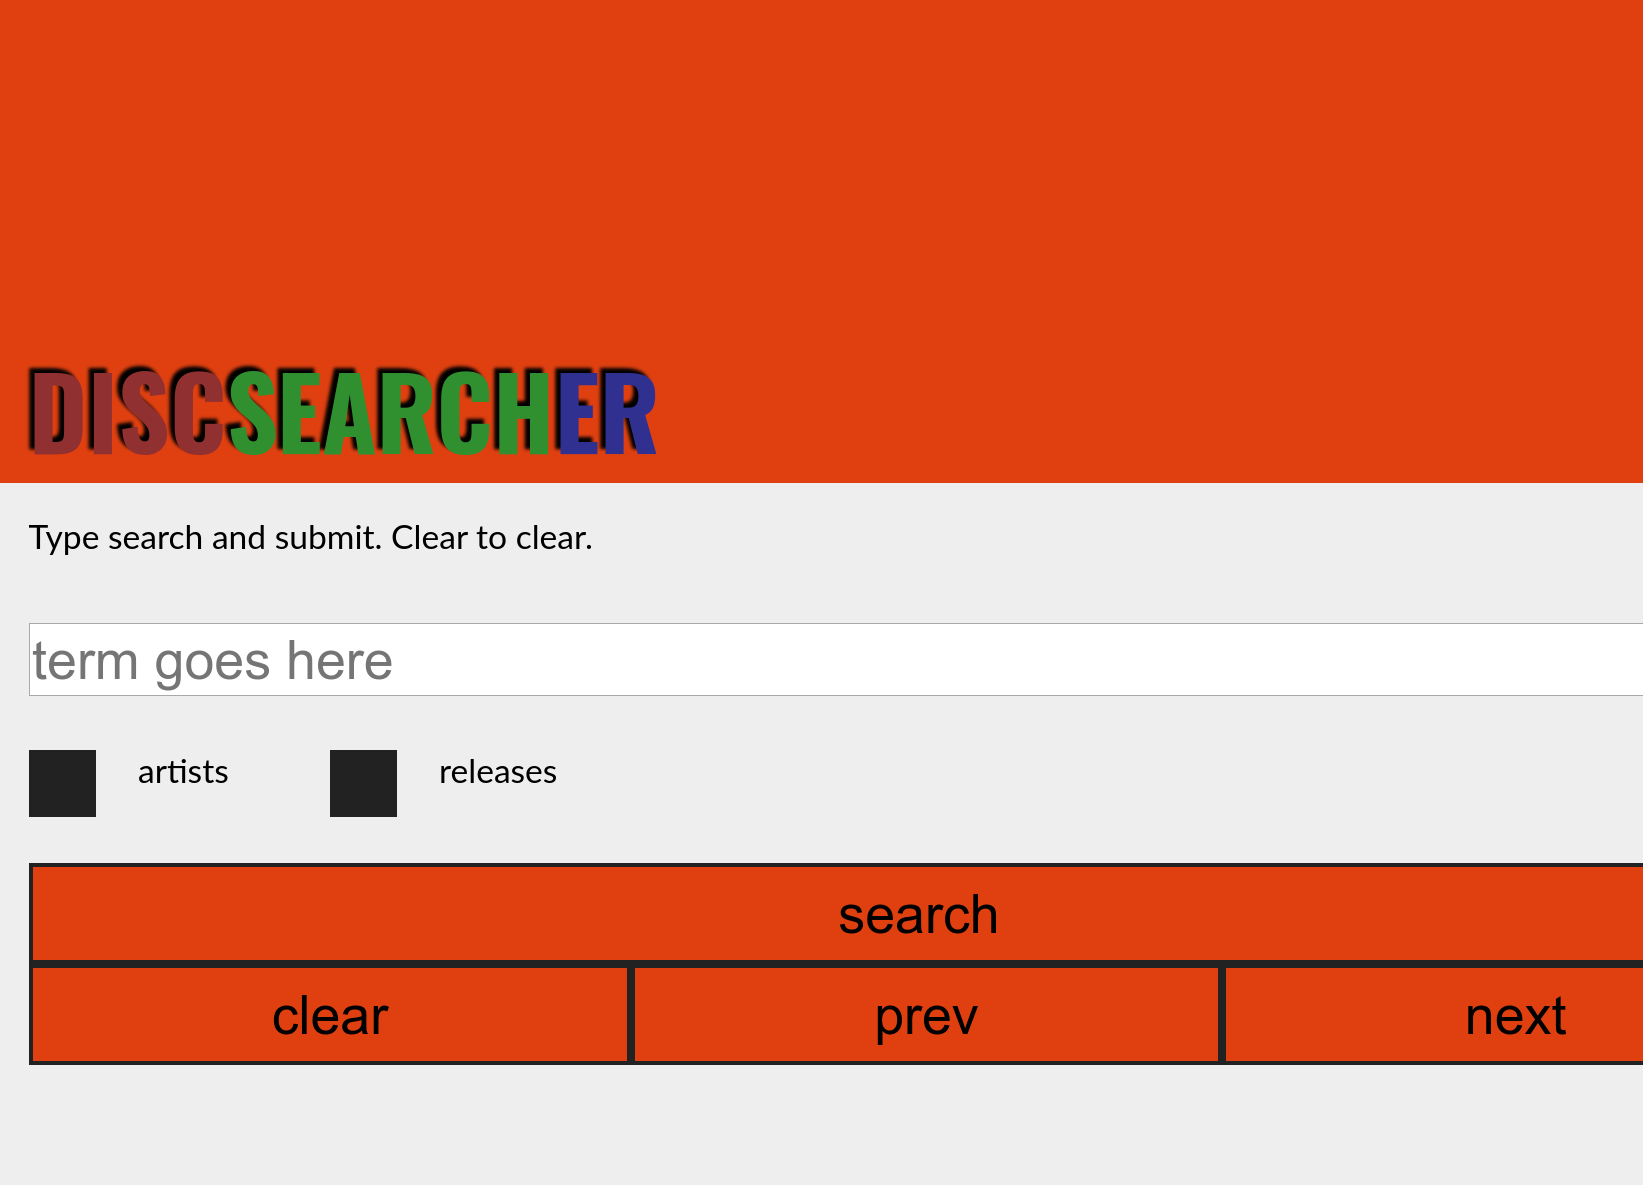 DISCSEARCHER
Type search and submit. Clear to clear.
term goes here
artists releases
search
clear prev next